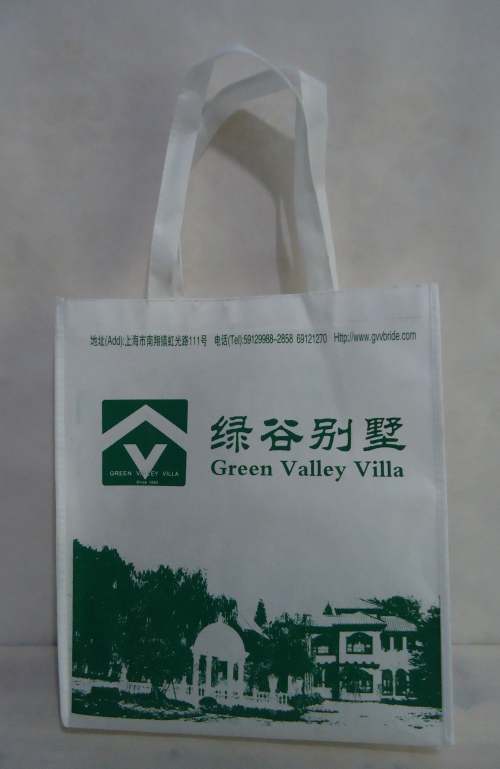 地址(Add):上海市南翔镇虹光路111号 电话(Tel):59129988-2858 69121270 Http://www.gvvbride.com
绿谷别墅
Green Valley Villa
GREEN VALLEY VILLA